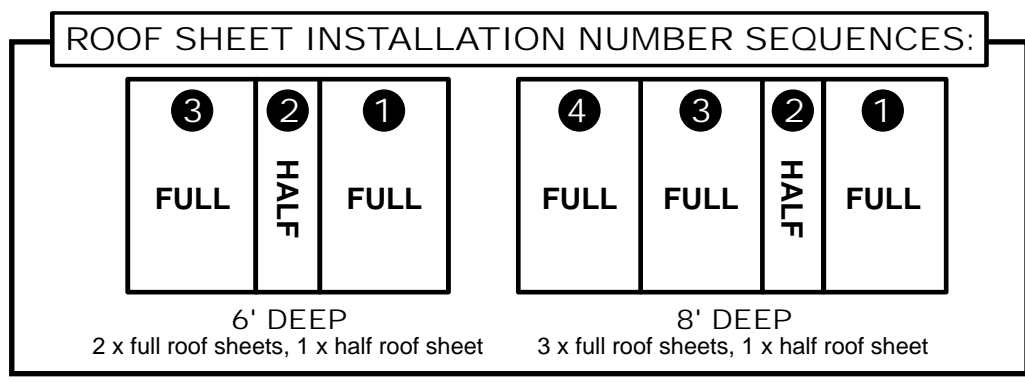 ROOF SHEET INSTALLATION NUMBER SEQUENCES:
3 2 1
FULL HALF FULL
6' DEEP
2 x full roof sheets, 1 x half roof sheet
4 3 2 1
FULL FULL HALF FULL
8' DEEP
3 x full roof sheets, 1 x half roof sheet